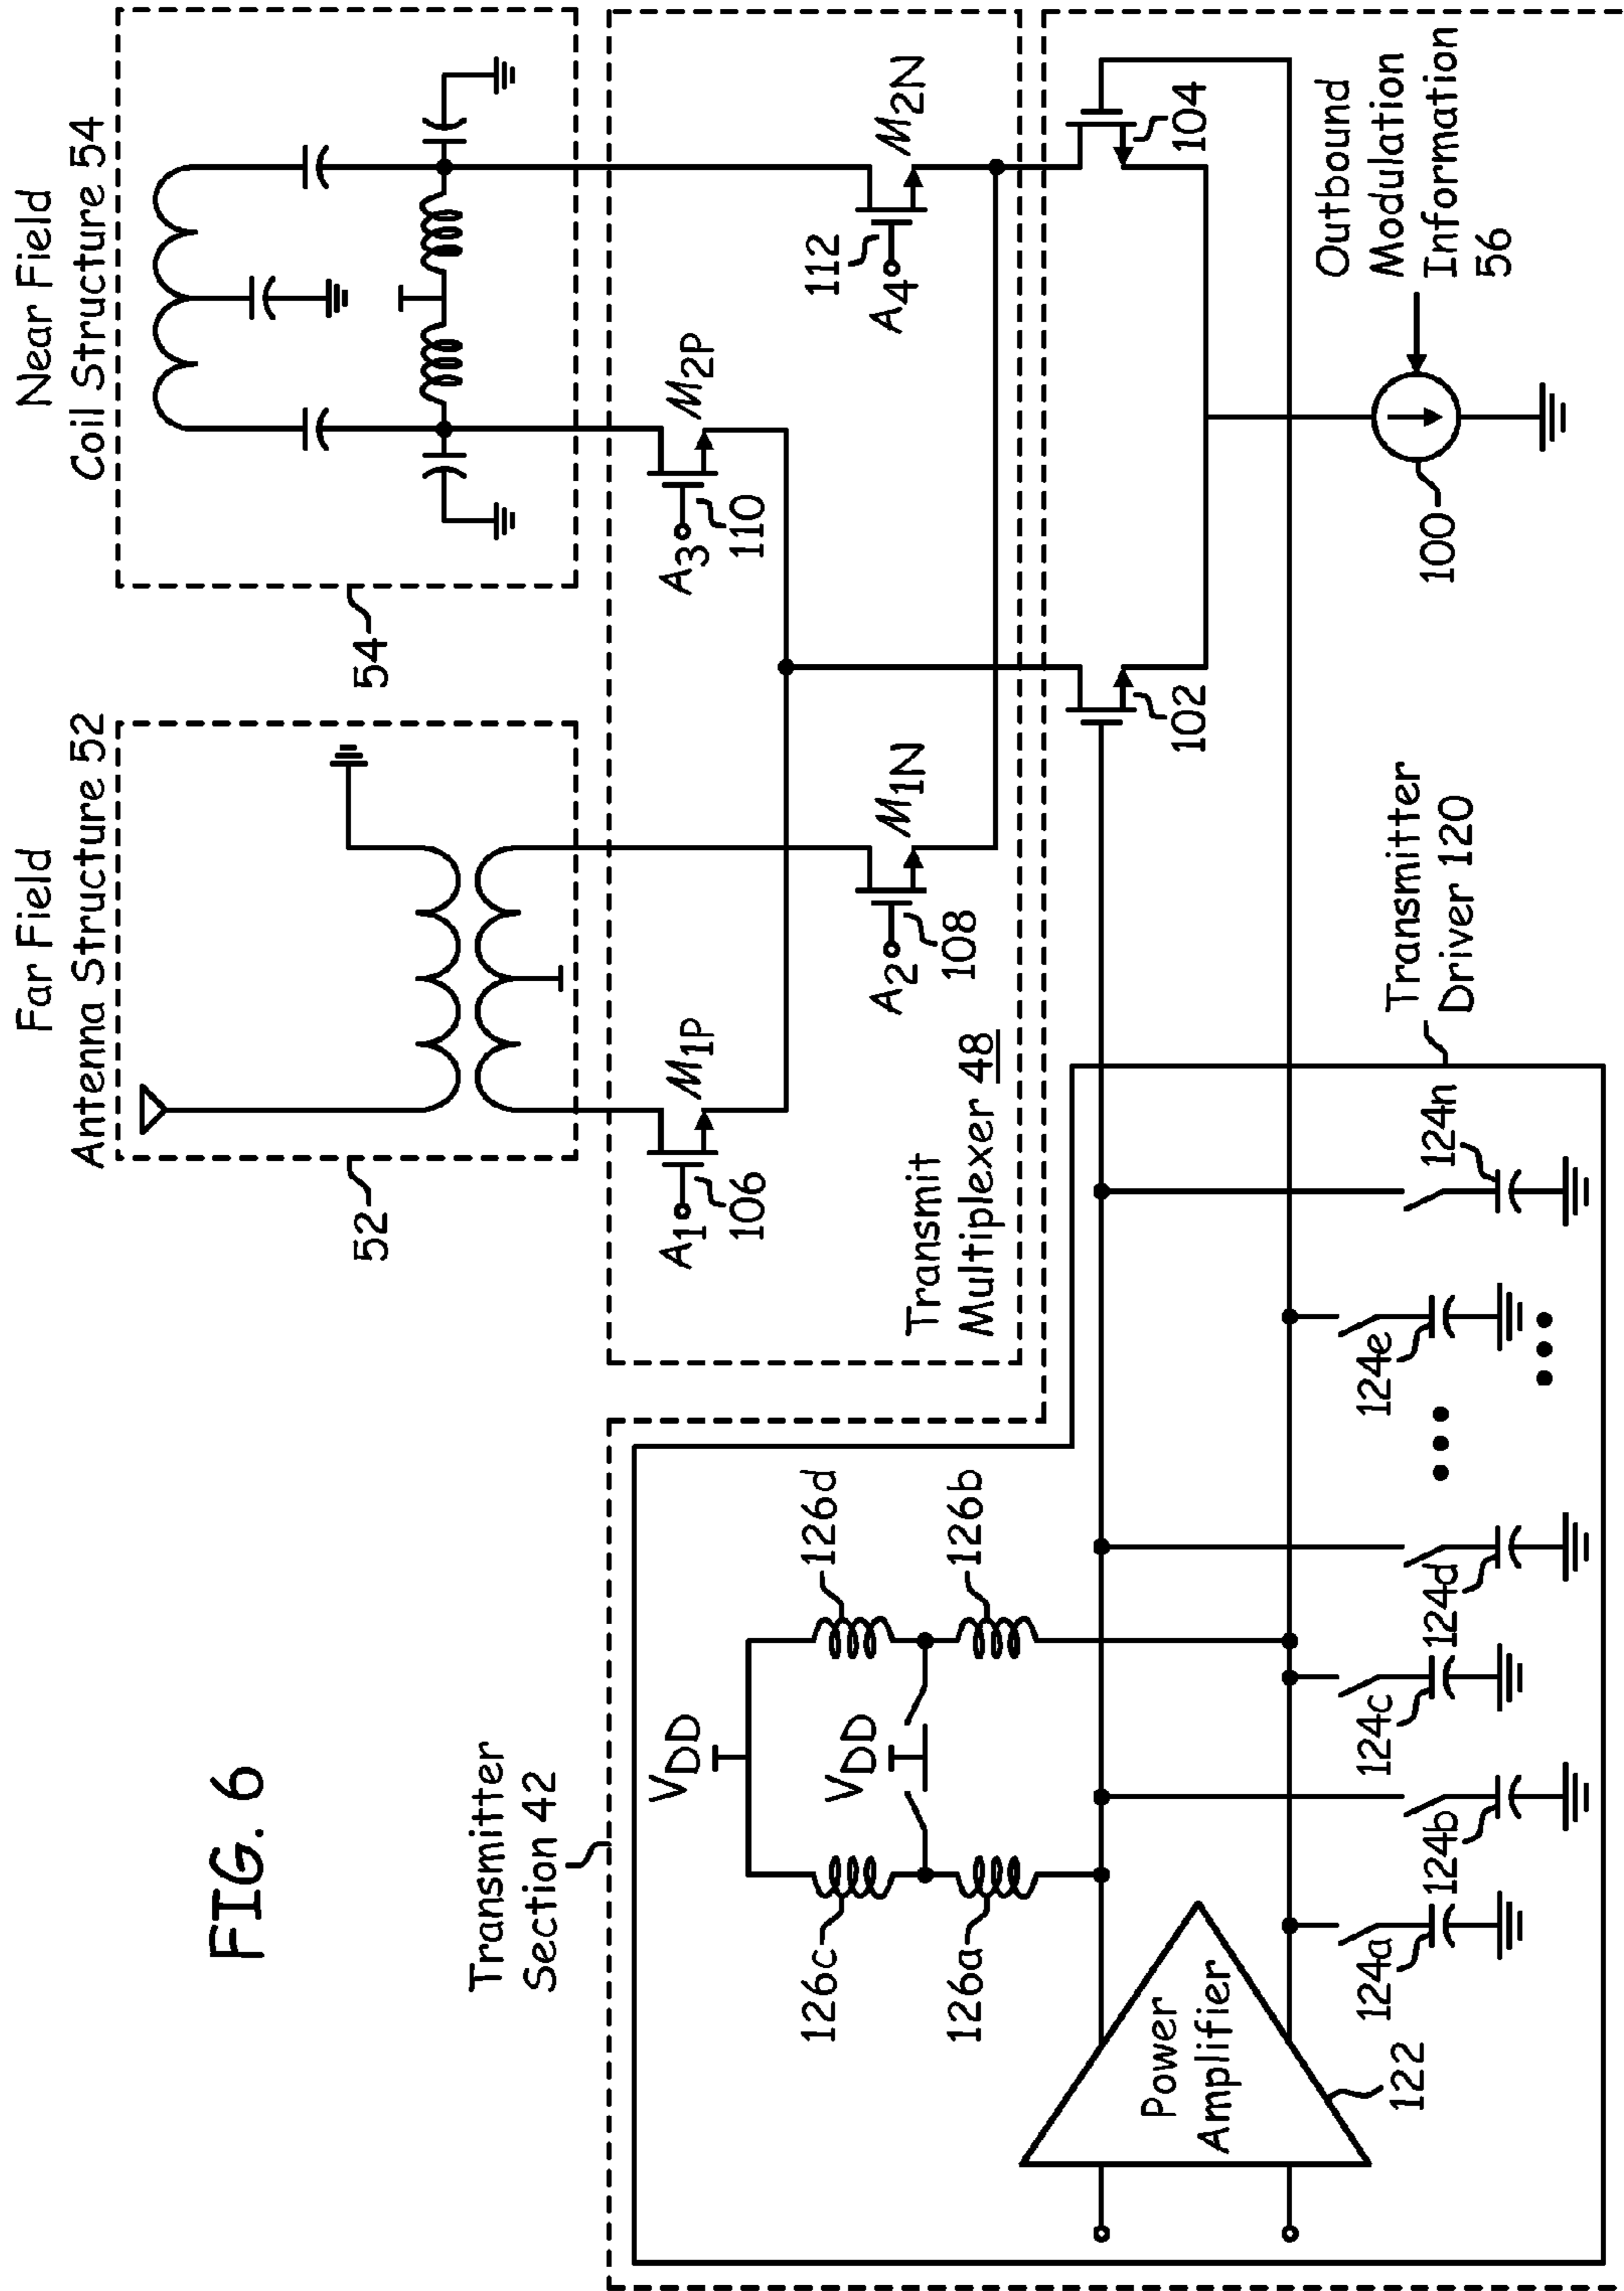 FIG. 6
Far Field
Antenna Structure 52
Near Field
Coil Structure 54
52
54
A1
106
M1P
A2
108
M1N
A3
110
M2P
A4
112
M2N
Transmit
Multiplexer 48
Transmitter
Section 42
VDD
VDD
126c
126d
126a
126b
Power
Amplifier
122
124a
124b
124c
124d
124e
124n
Transmitter
Driver 120
102
104
100
Outbound
Modulation
Information
56